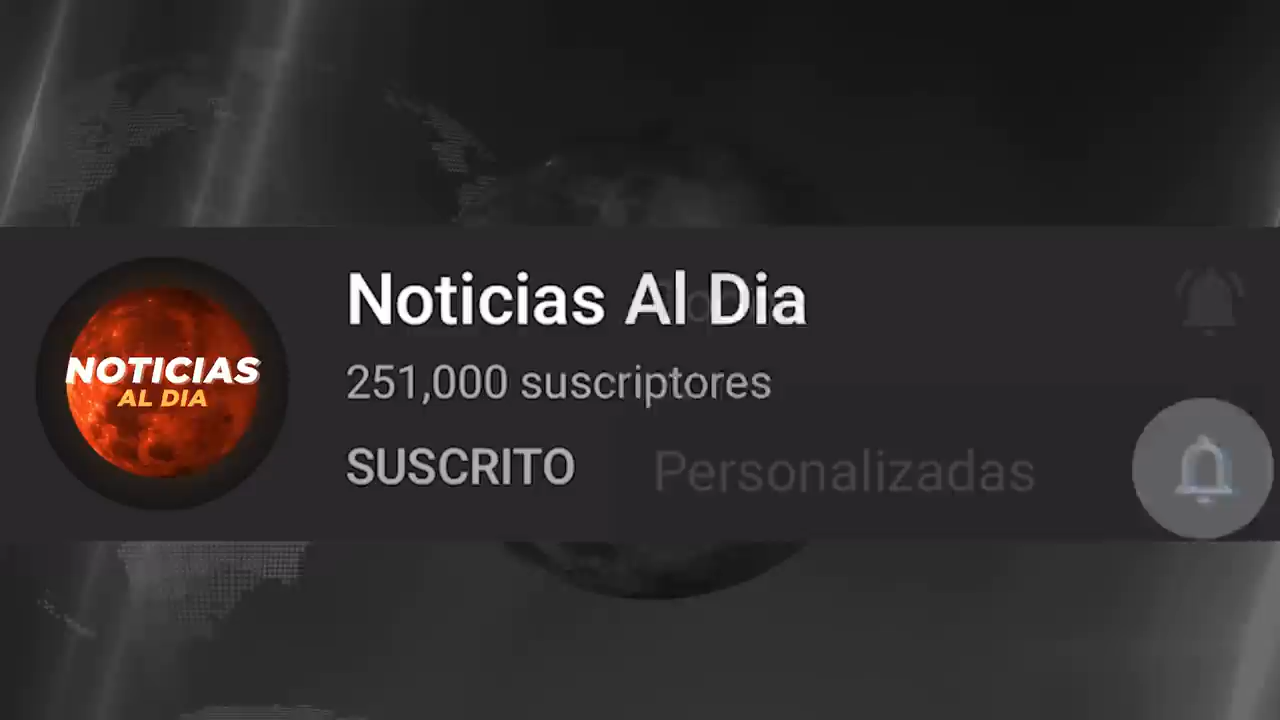 NOTICIAS
AL DIA
Noticias Al Dia
251,000 suscriptores
SUSCRITO
Personalizadas